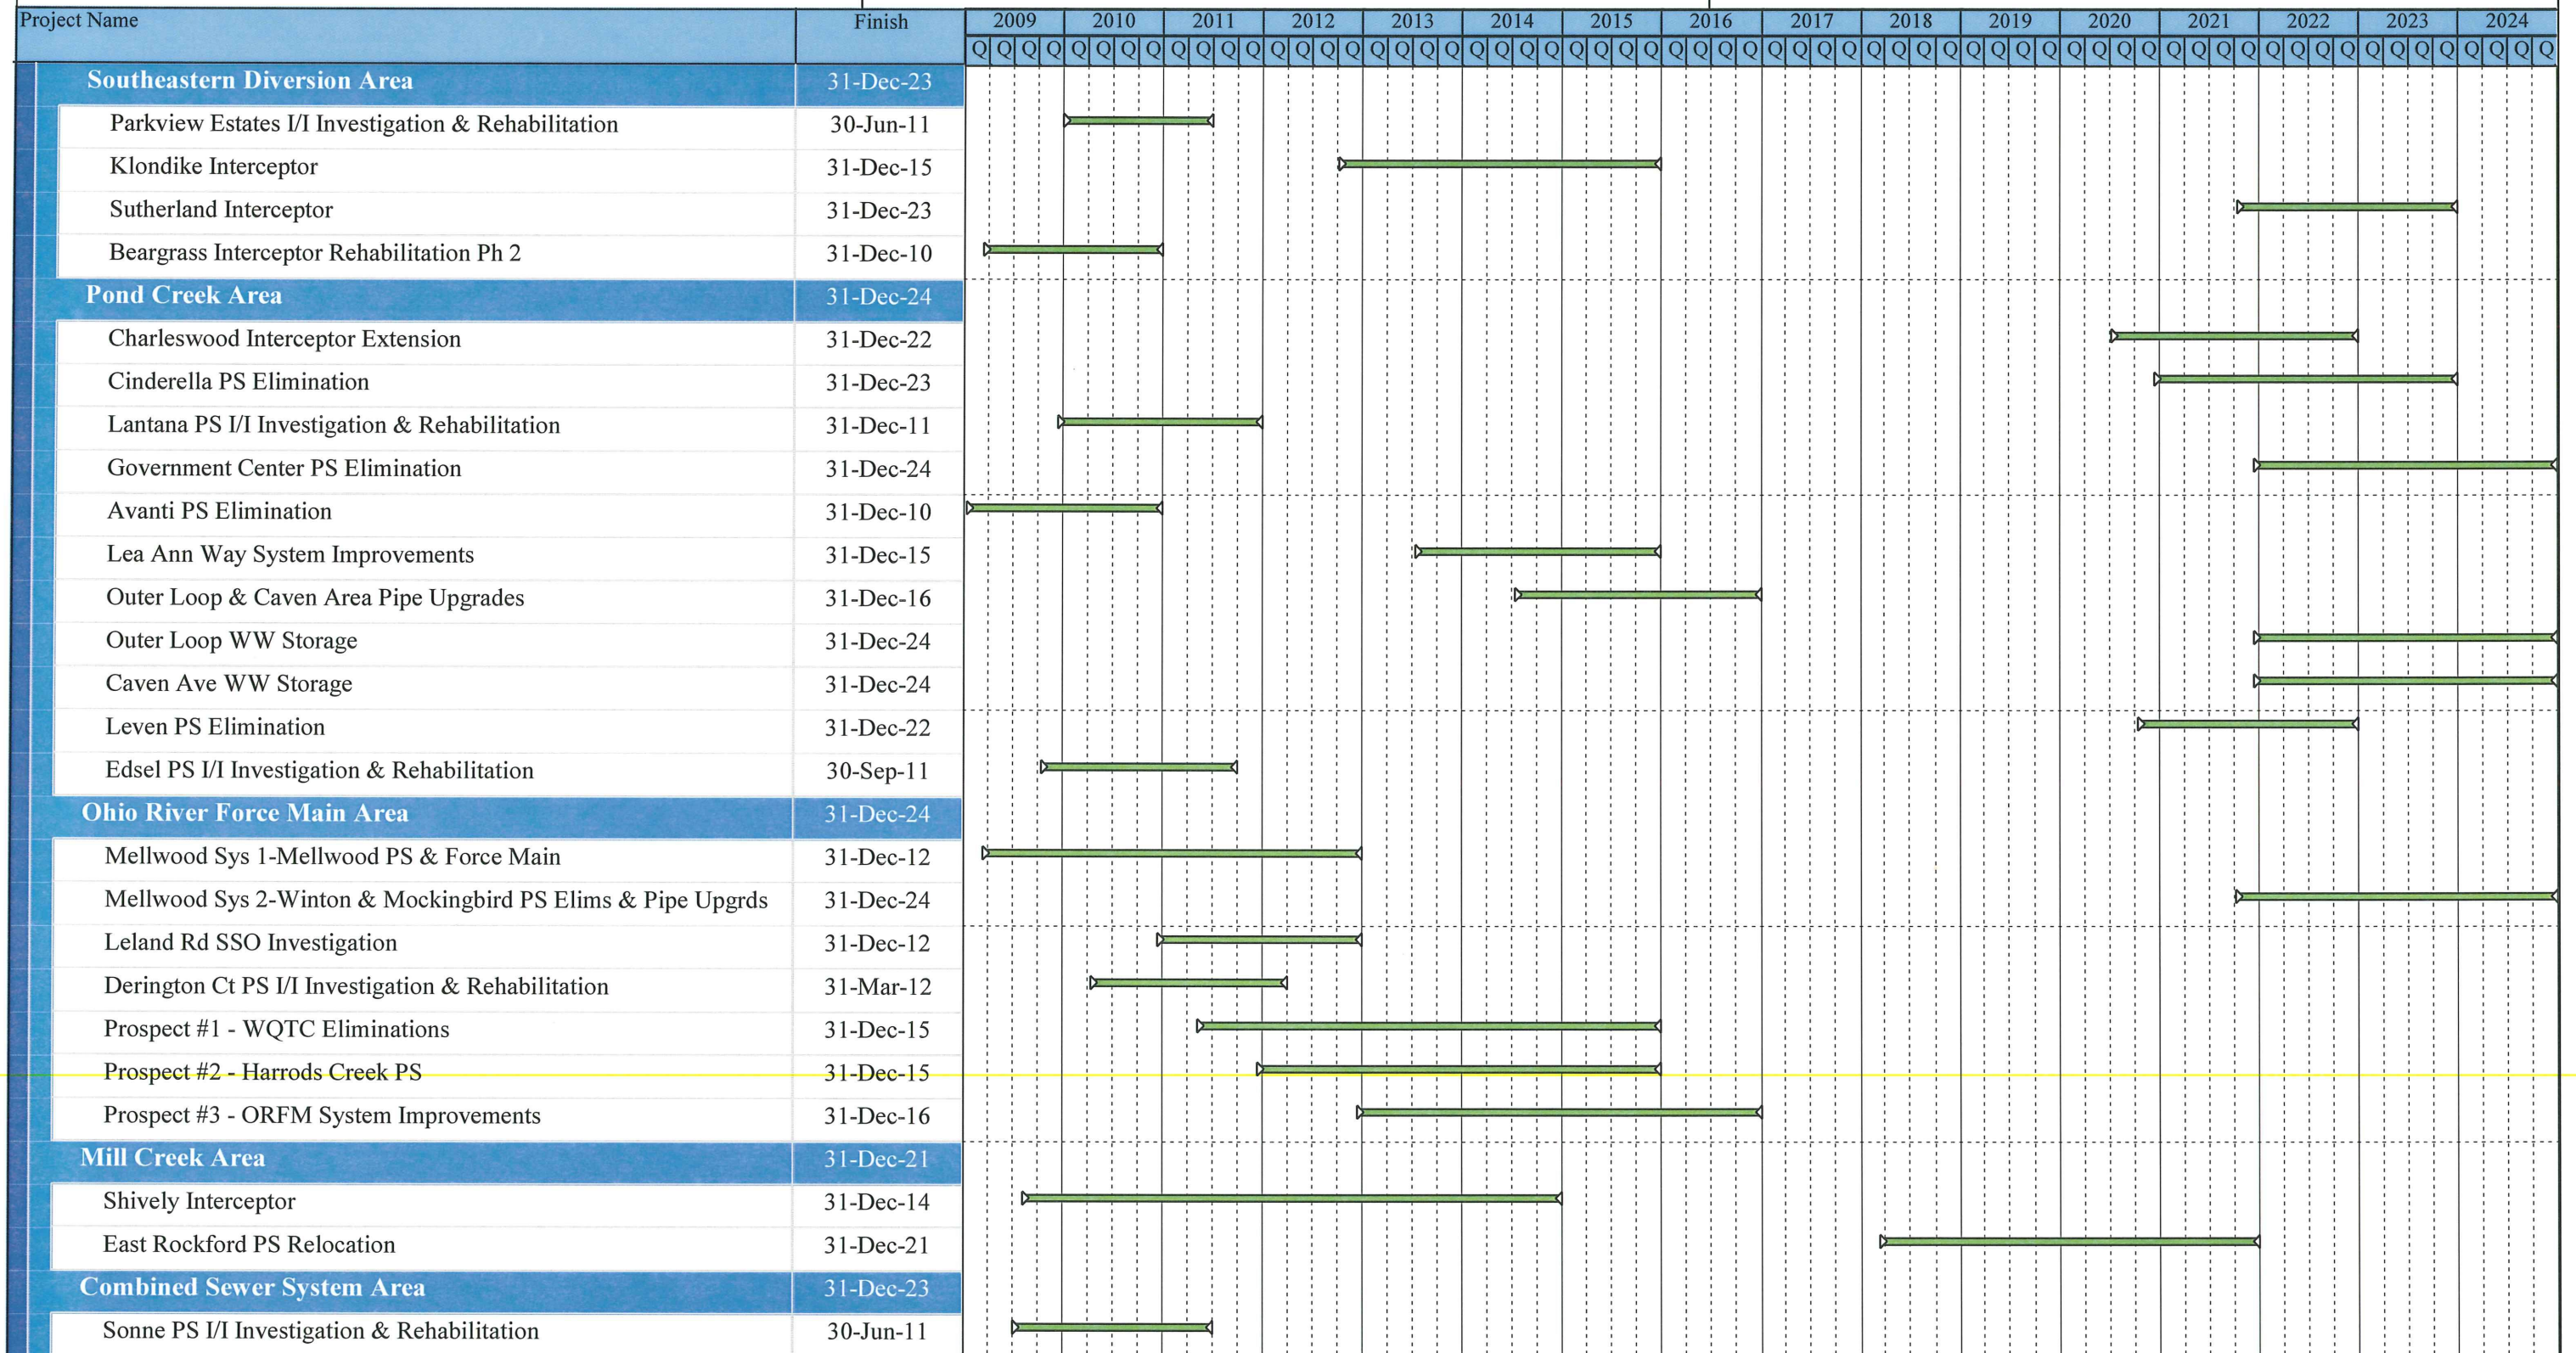 Project Name Finish 2009 2010 2011 2012 2013 2014 2015 2016 2017 2018 2019 2020 2021 2022 2023 2024
Q Q Q Q Q Q Q Q Q Q Q Q Q Q Q Q Q Q Q Q Q Q Q Q Q Q Q Q Q Q Q Q Q Q Q Q Q Q Q Q Q Q Q Q Q Q Q Q Q Q Q Q Q Q Q Q Q Q Q Q Q Q Q Q
Southeastern Diversion Area 31-Dec-23
Parkview Estates I/I Investigation & Rehabilitation 30-Jun-11
Klondike Interceptor 31-Dec-15
Sutherland Interceptor 31-Dec-23
Beargrass Interceptor Rehabilitation Ph 2 31-Dec-10
Pond Creek Area 31-Dec-24
Charleswood Interceptor Extension 31-Dec-22
Cinderella PS Elimination 31-Dec-23
Lantana PS I/I Investigation & Rehabilitation 31-Dec-11
Government Center PS Elimination 31-Dec-24
Avanti PS Elimination 31-Dec-10
Lea Ann Way System Improvements 31-Dec-15
Outer Loop & Caven Area Pipe Upgrades 31-Dec-16
Outer Loop WW Storage 31-Dec-24
Caven Ave WW Storage 31-Dec-24
Leven PS Elimination 31-Dec-22
Edsel PS I/I Investigation & Rehabilitation 30-Sep-11
Ohio River Force Main Area 31-Dec-24
Mellwood Sys 1-Mellwood PS & Force Main 31-Dec-12
Mellwood Sys 2-Winton & Mockingbird PS Elims & Pipe Upgrds 31-Dec-24
Leland Rd SSO Investigation 31-Dec-12
Derington Ct PS I/I Investigation & Rehabilitation 31-Mar-12
Prospect #1 - WQTC Eliminations 31-Dec-15
Prospect #2 - Harrods Creek PS 31-Dec-15
Prospect #3 - ORFM System Improvements 31-Dec-16
Mill Creek Area 31-Dec-21
Shively Interceptor 31-Dec-14
East Rockford PS Relocation 31-Dec-21
Combined Sewer System Area 31-Dec-23
Sonne PS I/I Investigation & Rehabilitation 30-Jun-11